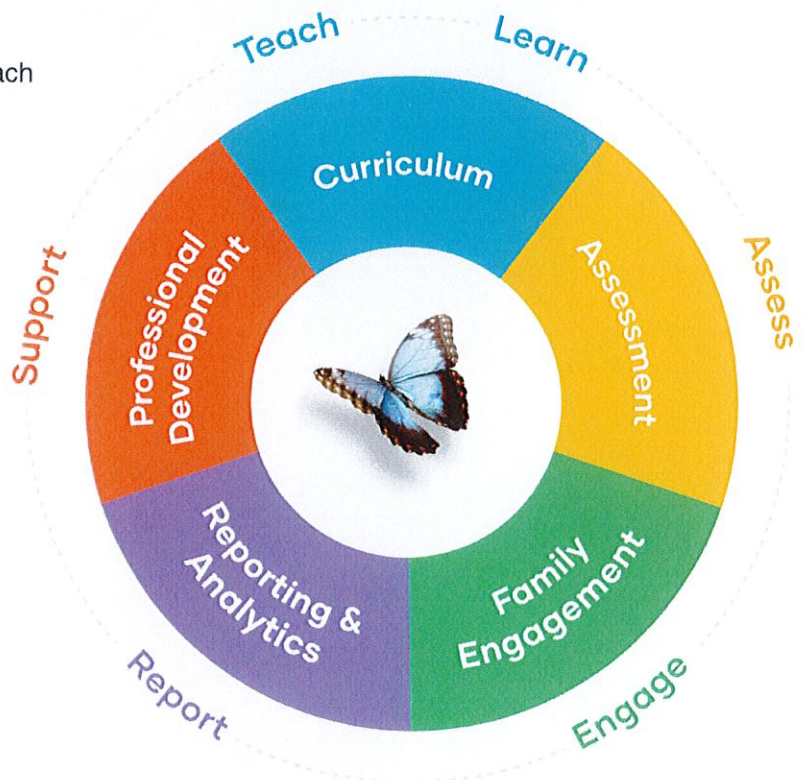 Teach
Learn
ach
Curriculum
Support
Assess
Professional
Development
Assessment
Reporting &
Analytics
Family
Engagement
Report
Engage